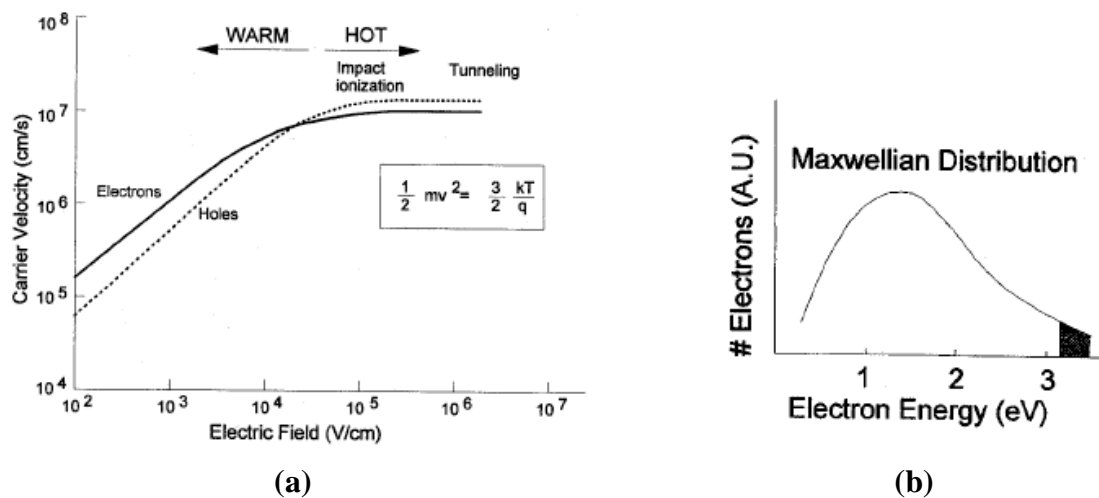 10^8
WARM
HOT
Impact
ionization
Tunneling
10^7
Carrier Velocity (cm/s)
Electrons
1/2 mv^2 = 3/2 kT/q
10^6
Holes
10^5
10^4
10^2
10^3
10^4
10^5
10^6
10^7
Electric Field (V/cm)
(a)
Maxwellian Distribution
# Electrons (A.U.)
1
2
3
Electron Energy (eV)
(b)